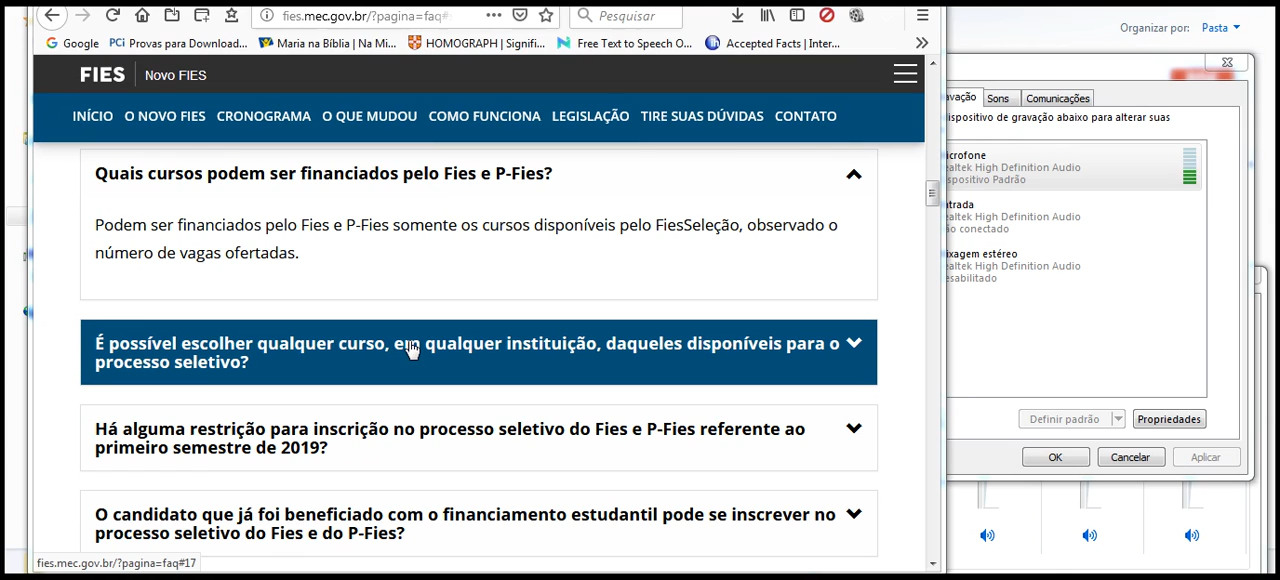 fies.mec.gov.br/?pagina=faq#
Pesquisar
Google
Provas para Download...
Maria na Bíblia | Na Mi...
HOMOGRAPH | Signifi...
Free Text to Speech O...
Accepted Facts | Inter...
FIES
Novo FIES
INÍCIO O NOVO FIES CRONOGRAMA O QUE MUDOU COMO FUNCIONA LEGISLAÇÃO TIRE SUAS DÚVIDAS CONTATO
Quais cursos podem ser financiados pelo Fies e P-Fies?
Podem ser financiados pelo Fies e P-Fies somente os cursos disponíveis pelo FiesSeleção, observado o
número de vagas ofertadas.
É possível escolher qualquer curso, em qualquer instituição, daqueles disponíveis para o
processo seletivo?
Há alguma restrição para inscrição no processo seletivo do Fies e P-Fies referente ao
primeiro semestre de 2019?
O candidato que já foi beneficiado com o financiamento estudantil pode se inscrever no
processo seletivo do Fies e do P-Fies?
fies.mec.gov.br/?pagina=faq#17
Organizar por: Pasta
avação Sons Comunicações
dispositivo de gravação abaixo para alterar suas
icrofone
ealtek High Definition Audio
spositivo Padrão
ntrada
ealtek High Definition Audio
ão conectado
ixagem estéreo
ealtek High Definition Audio
esabilitado
Definir padrão
Propriedades
OK
Cancelar
Aplicar